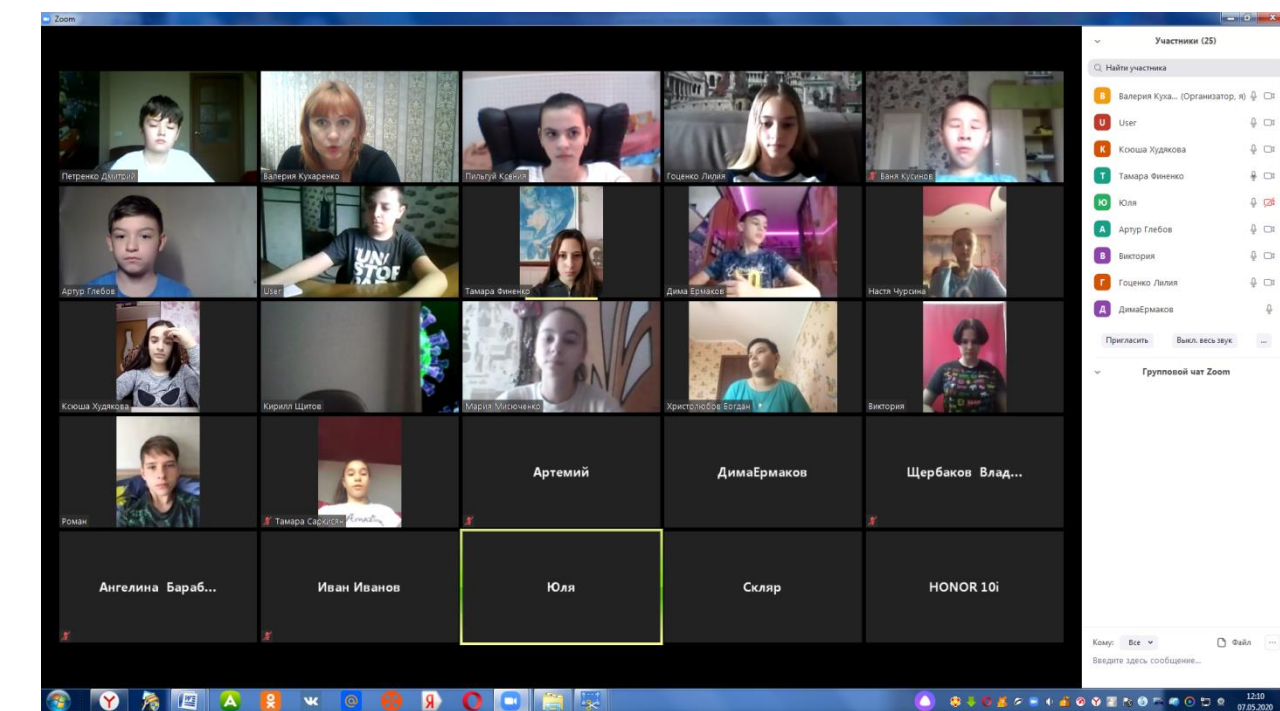 Zoom
Петренко Дмитрий
Валерия Кухаренко
Пильгуй Ксения
Гоценко Лилия
Ваня Кусинов
Артур Глебов
User
Тамара Финенко
Дима Ермаков
Настя Чурсина
Ксюша Худякова
Кирилл Щитов
Мария Мисюченко
Христолюбов Богдан
Виктория
Роман
Тамара Саркисян
Артемий
ДимаЕрмаков
Щербаков Влад...
Ангелина Бараб...
Иван Иванов
Юля
Скляр
HONOR 10i
Участники (25)
Найти участника
В Валерия Куха... (Организатор, я)
U User
К Ксюша Худякова
Т Тамара Финенко
Ю Юля
А Артур Глебов
В Виктория
Г Гоценко Лилия
Д ДимаЕрмаков
Пригласить Выкл. весь звук ...
Групповой чат Zoom
Кому: Все Файл ...
Введите здесь сообщение...
12:10
07.05.2020